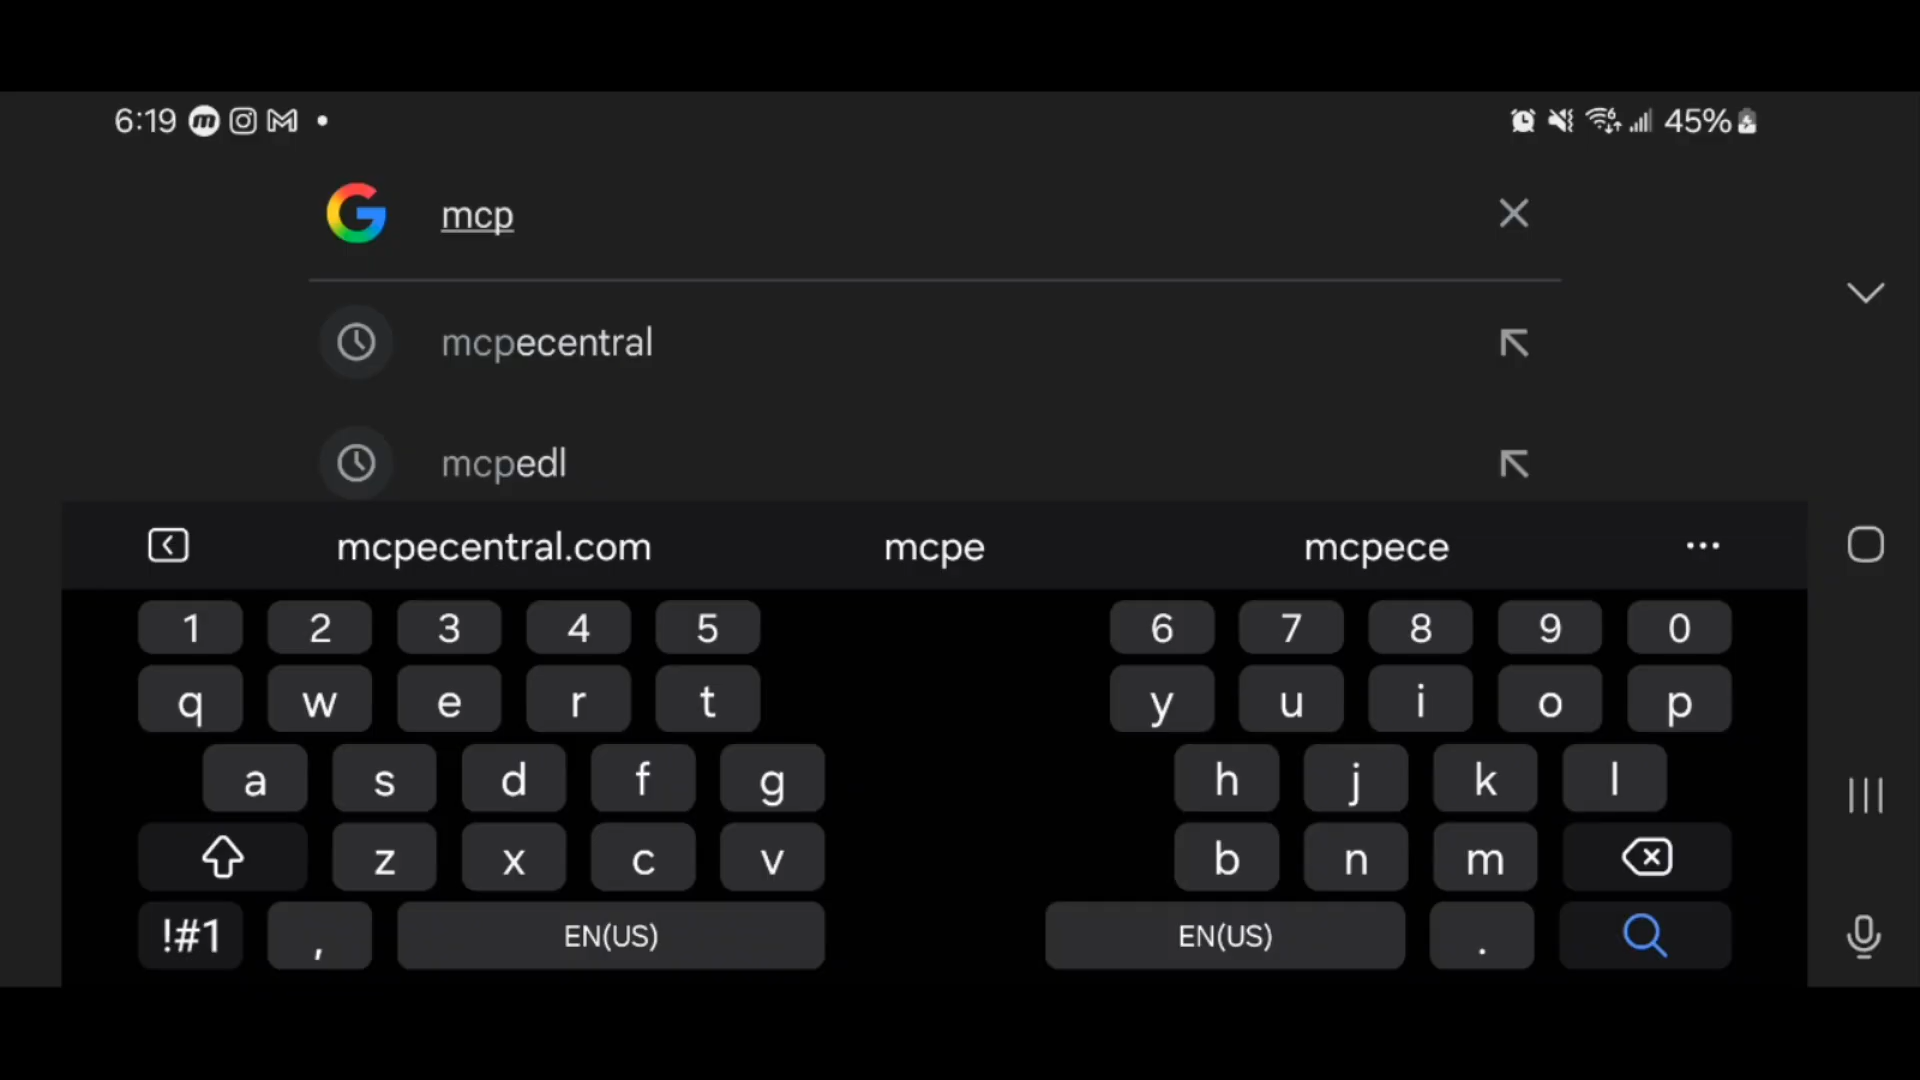 6:19 45%
mcp
mcpecentral
mcpedl
mcpecentral.com mcpe mcpece
1 2 3 4 5 6 7 8 9 0
q w e r t y u i o p
a s d f g h j k l
z x c v b n m
!#1 , EN(US) EN(US) .